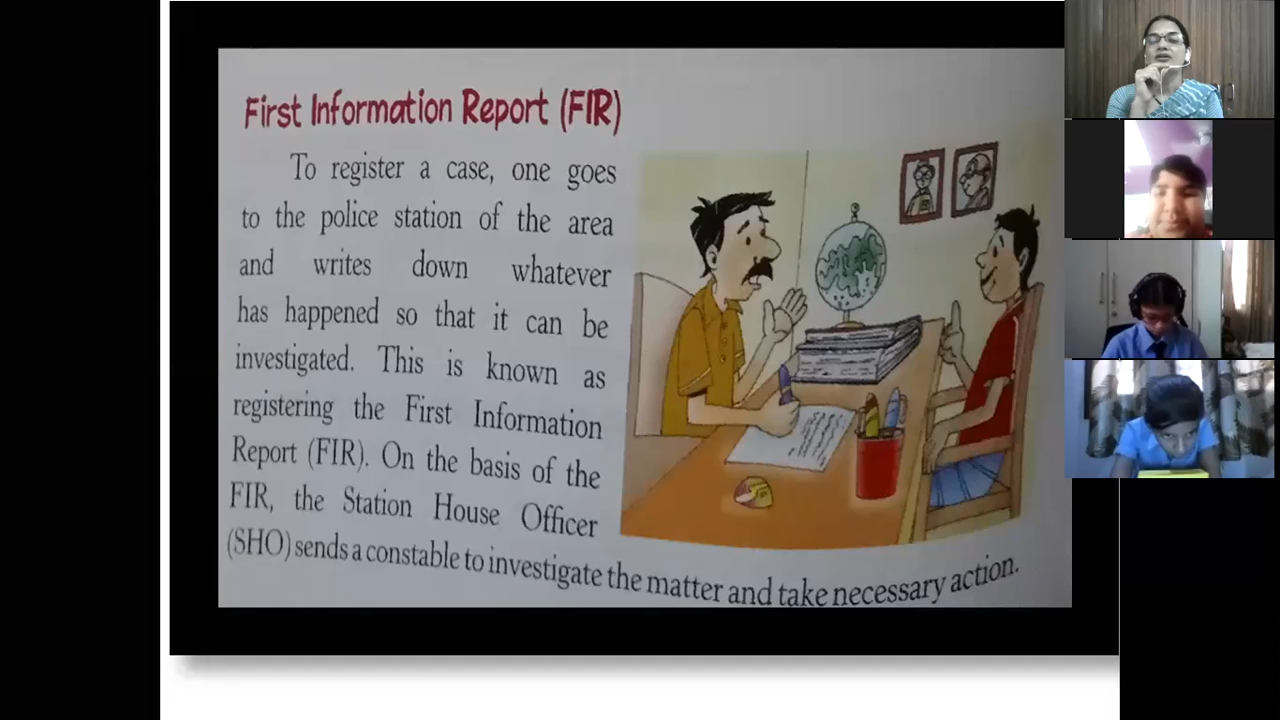 First Information Report (FIR)
To register a case, one goes
to the police station of the area
and writes down whatever
has happened so that it can be
investigated. This is known as
registering the First Information
Report (FIR). On the basis of the
FIR, the Station House Officer
(SHO) sends a constable to investigate the matter and take necessary action.